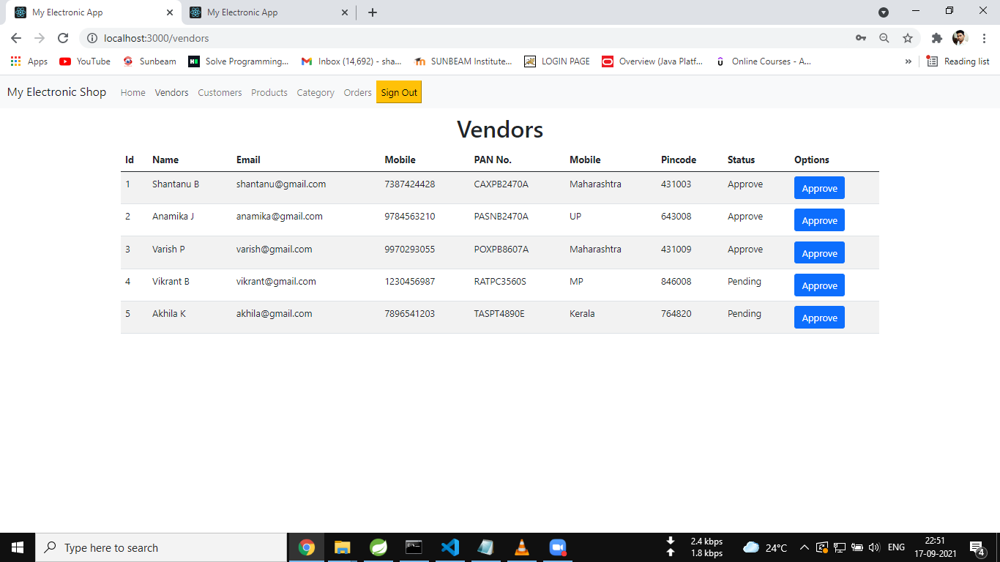 My Electronic App My Electronic App
localhost:3000/vendors
Apps YouTube Sunbeam Solve Programming... Inbox (14,692) - sha... SUNBEAM Institute... LOGIN PAGE Overview (Java Platf... Online Courses - A... » Reading list
My Electronic Shop Home Vendors Customers Products Category Orders Sign Out
Vendors
Id Name Email Mobile PAN No. Mobile Pincode Status Options
1 Shantanu B shantanu@gmail.com 7387424428 CAXPB2470A Maharashtra 431003 Approve Approve
2 Anamika J anamika@gmail.com 9784563210 PASNB2470A UP 643008 Approve Approve
3 Varish P varish@gmail.com 9970293055 POXPB8607A Maharashtra 431009 Approve Approve
4 Vikrant B vikrant@gmail.com 1230456987 RATPC3560S MP 846008 Pending Approve
5 Akhila K akhila@gmail.com 7896541203 TASPT4890E Kerala 764820 Pending Approve
Type here to search
2.4 kbps
1.8 kbps
24°C
ENG
22:51
17-09-2021
4